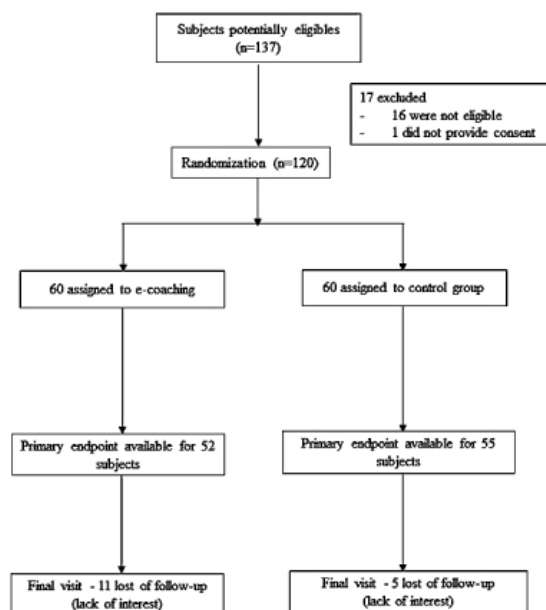 Subjects potentially eligibles
(n=137)
17 excluded
- 16 were not eligible
- 1 did not provide consent
Randomization (n=120)
60 assigned to e-coaching
60 assigned to control group
Primary endpoint available for 52
subjects
Primary endpoint available for 55
subjects
Final visit - 11 lost of follow-up
(lack of interest)
Final visit - 5 lost of follow-up
(lack of interest)